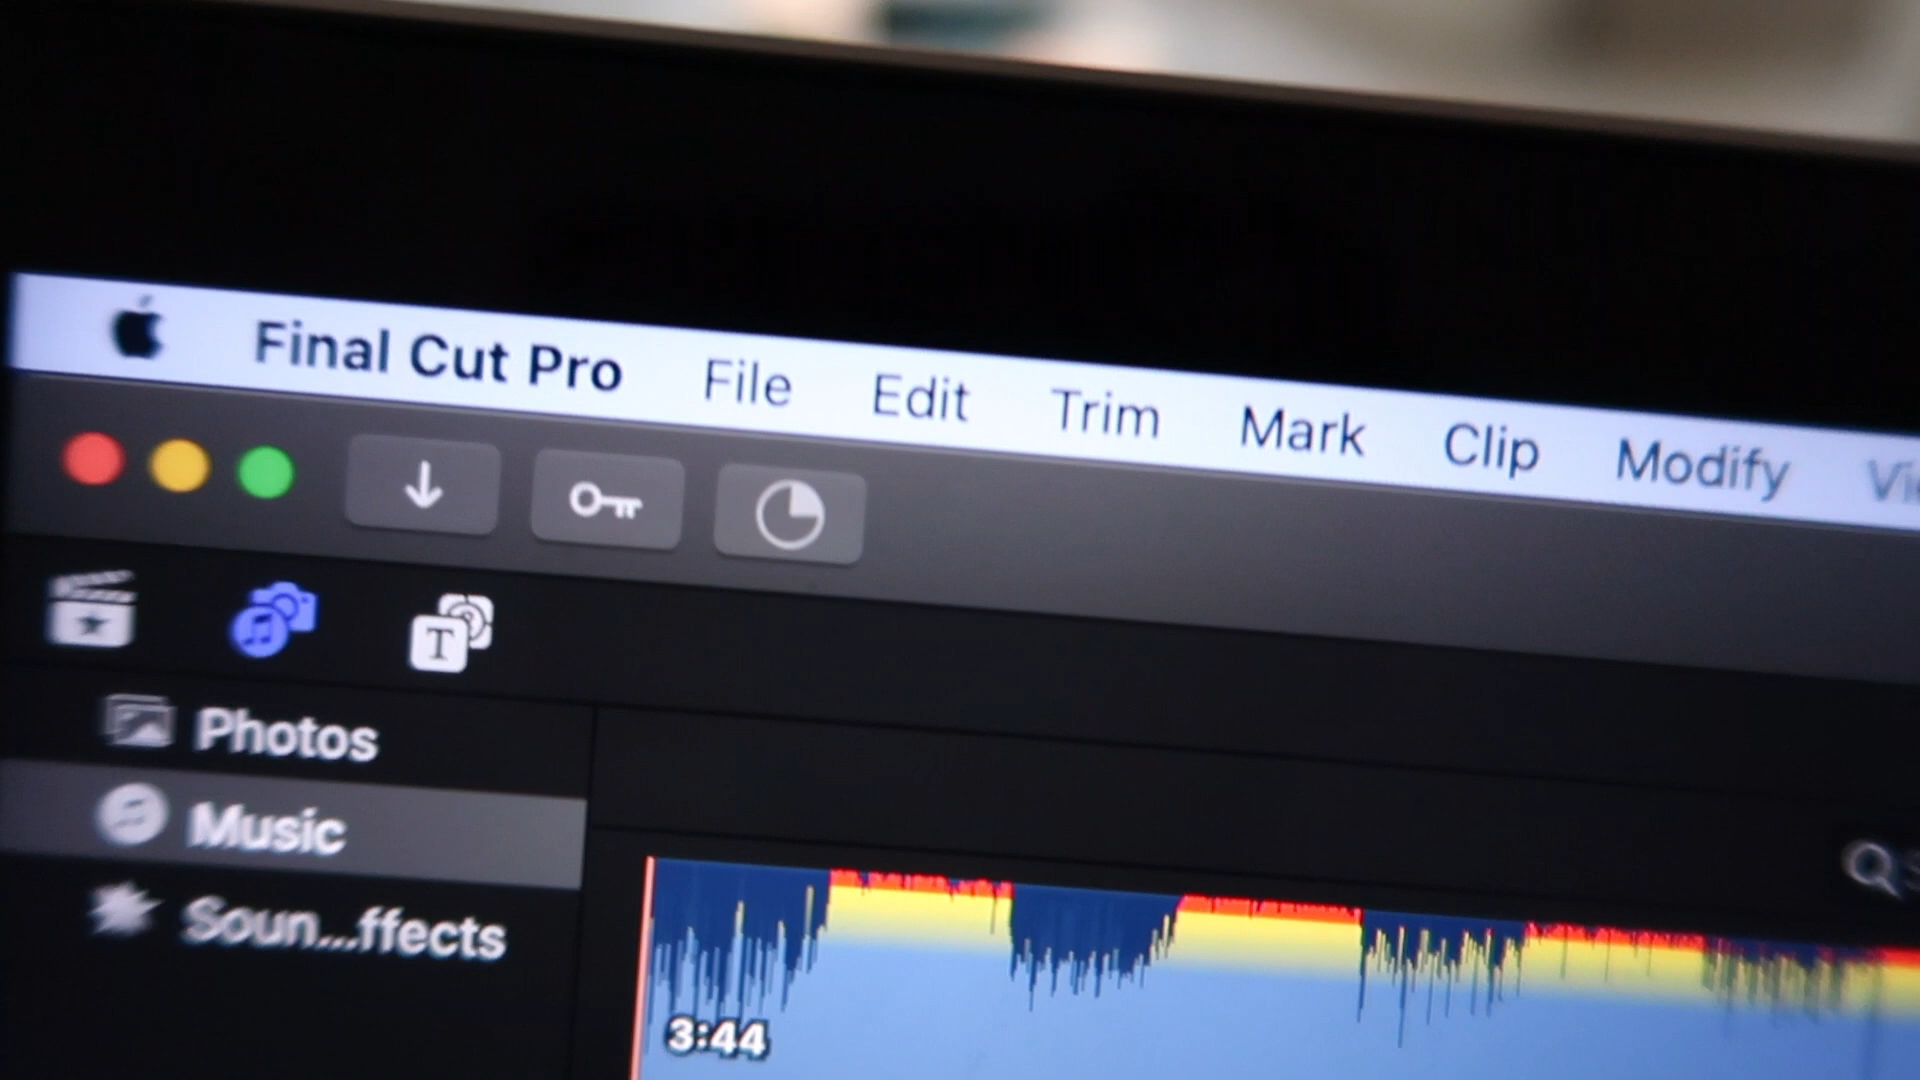 Final Cut Pro File Edit Trim Mark Clip Modify
T
Photos
Music
Soun...ffects
3:44